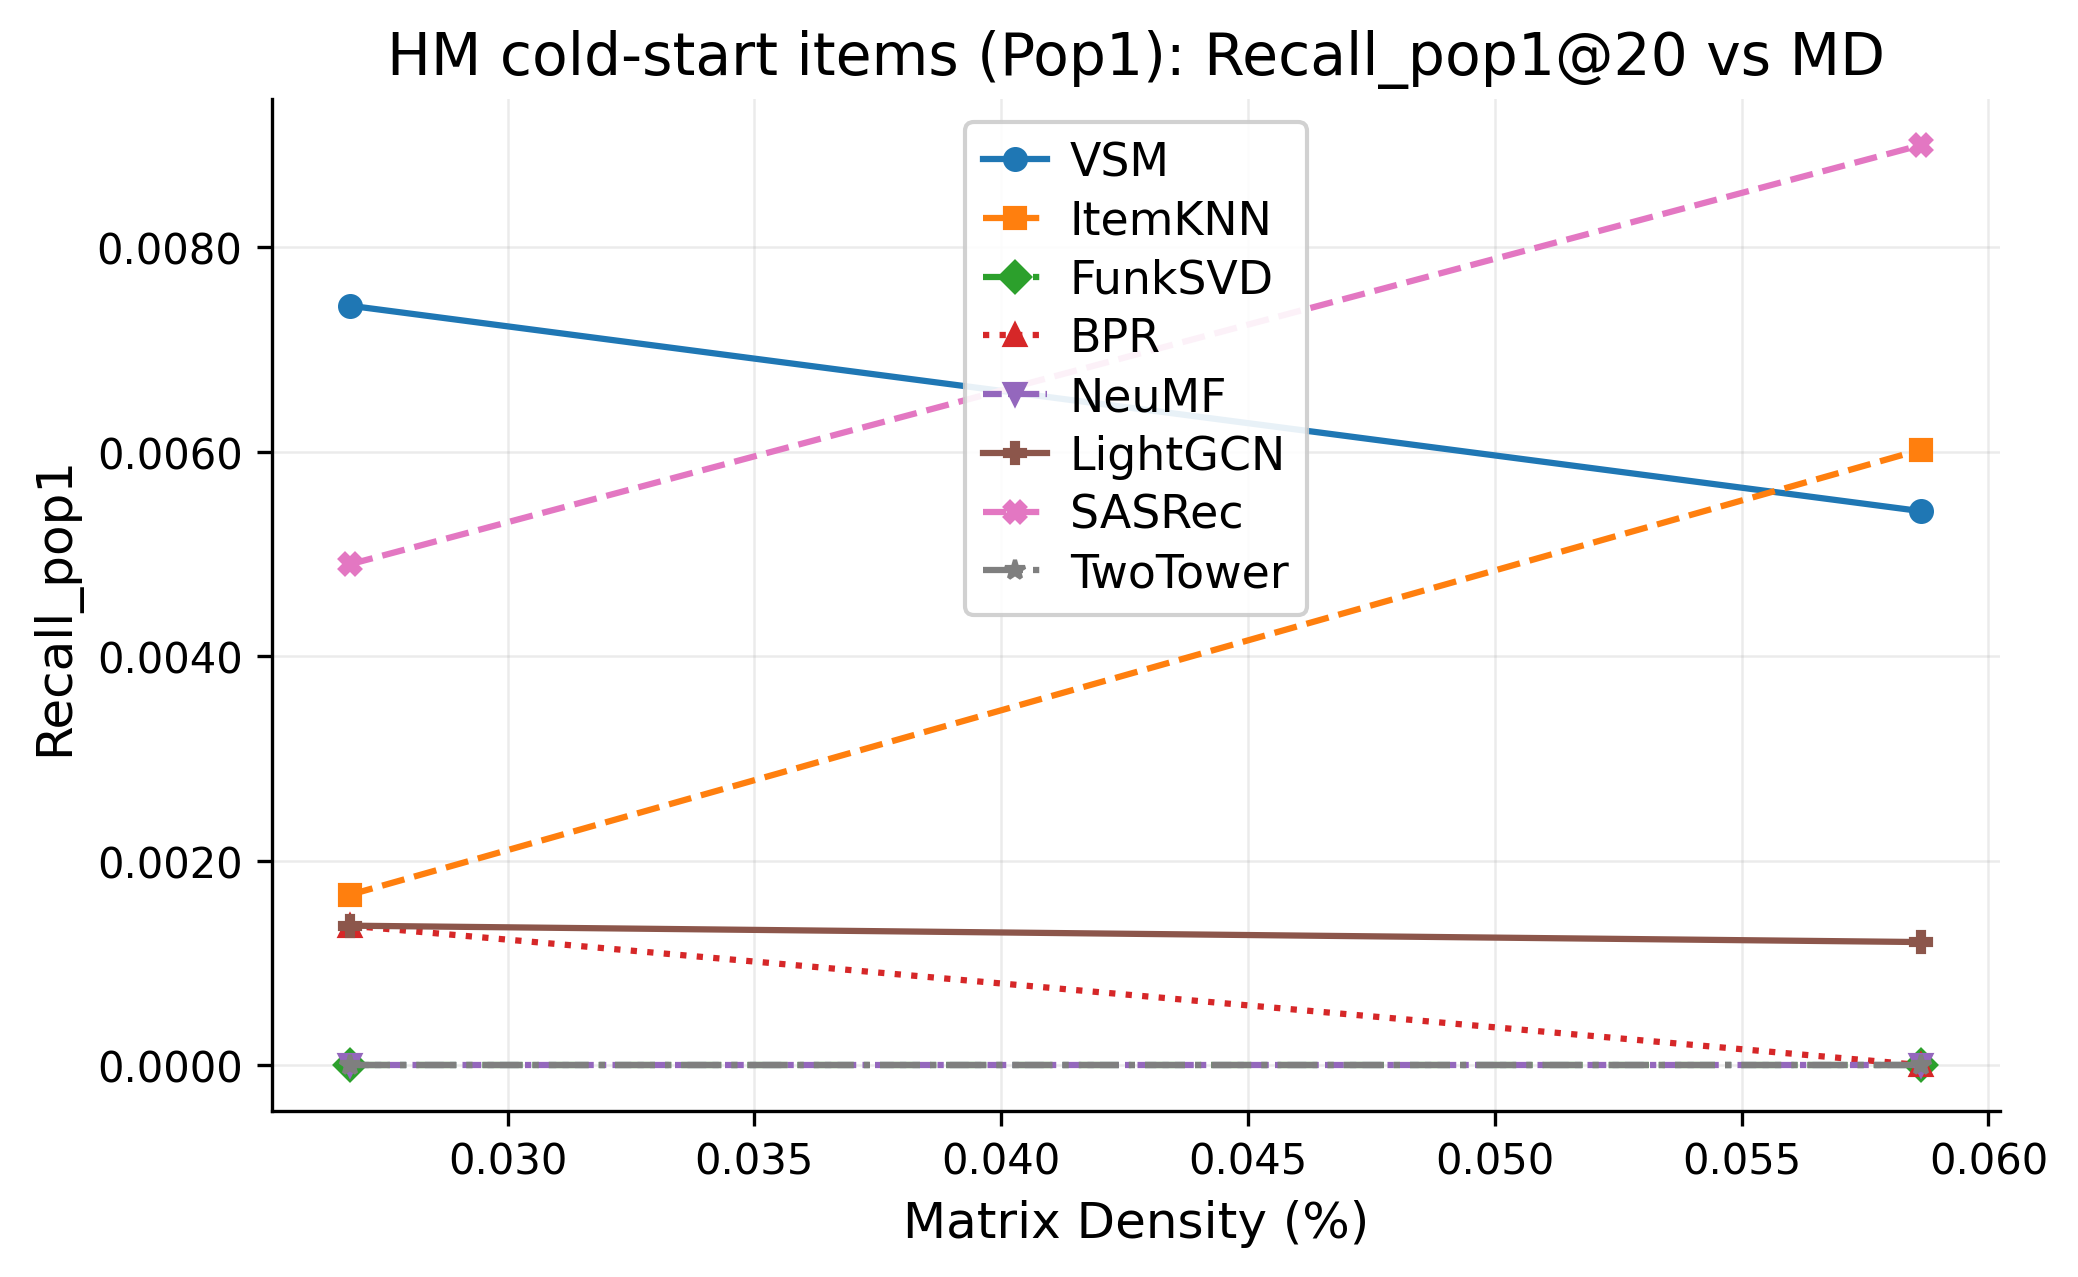 HM cold-start items (Pop1): Recall_pop1@20 vs MD
VSM
ItemKNN
FunkSVD
BPR
NeuMF
LightGCN
SASRec
TwoTower
Recall_pop1
0.0080
0.0060
0.0040
0.0020
0.0000
0.030 0.035 0.040 0.045 0.050 0.055 0.060
Matrix Density (%)